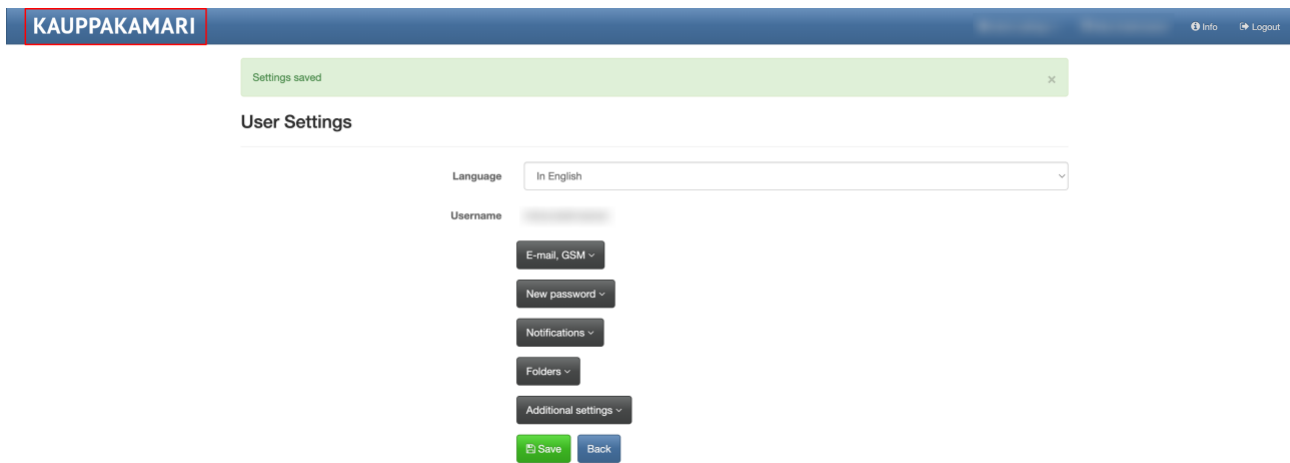 KAUPPAKAMARI
Info Logout
Settings saved ×
User Settings
Language In English
Username
E-mail, GSM
New password
Notifications
Folders
Additional settings
Save Back